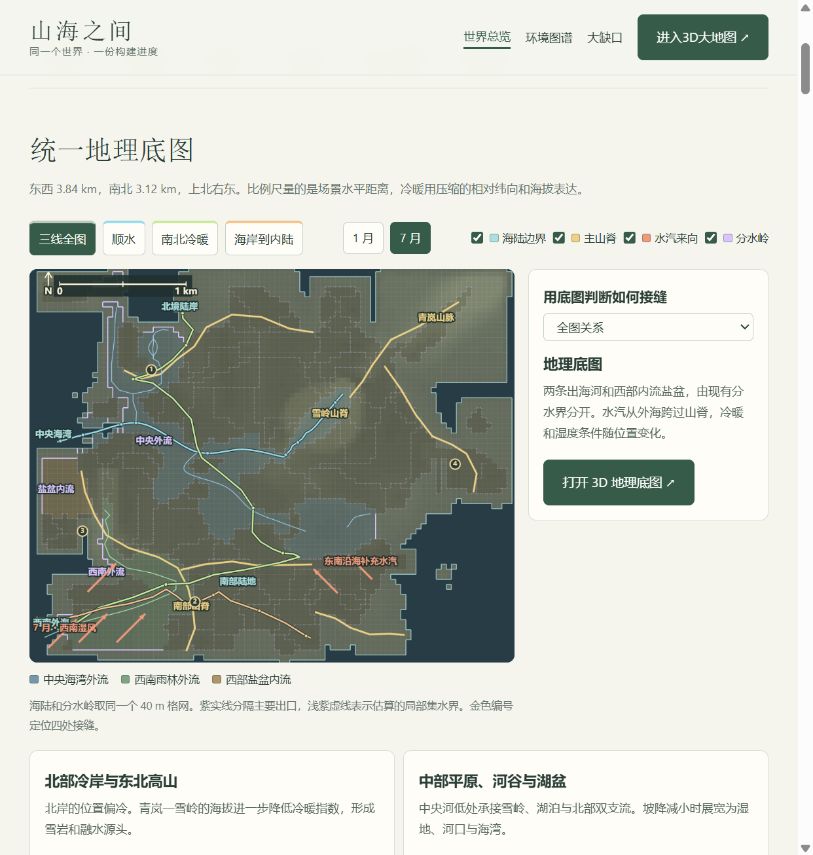 山海之间
同一个世界 · 一份构建进度
世界总览 环境图谱 大缺口 进入3D大地图 ↗
统一地理底图
东西 3.84 km，南北 3.12 km，上北右东。比例尺量的是场景水平距离，冷暖用压缩的相对纬向和海拔表达。
三线全图 顺水 南北冷暖 海岸到内陆 1 月 7 月 海陆边界 主山脊 水汽来向 分水岭
N 0 1 km
北境陆岸
青岚山脉
1
雪岭山脊
中央海湾
中央外流
4
盐盆内流
3
东南沿海补充水汽
西南外流
南部陆地
南部山脊
7 月：西南湿风
中央海湾外流 西南雨林外流 西部盐盆内流
海陆和分水岭取同一个 40 m 格网。紫实线分隔主要出口，浅紫虚线表示估算的局部集水界。金色编号
定位四处接缝。
用底图判断如何接缝
全图关系
地理底图
两条出海河和西部内流盐盆，由现有分
水界分开。水汽从外海跨过山脊，冷暖
和湿度条件随位置变化。
打开 3D 地理底图 ↗
北部冷岸与东北高山
北岸的位置偏冷。青岚—雪岭的海拔进一步降低冷暖指数，形成
雪岩和融水源头。
中部平原、河谷与湖盆
中央河低处承接雪岭、湖泊与北部双支流。坡降减小时展宽为湿
地、河口与海湾。